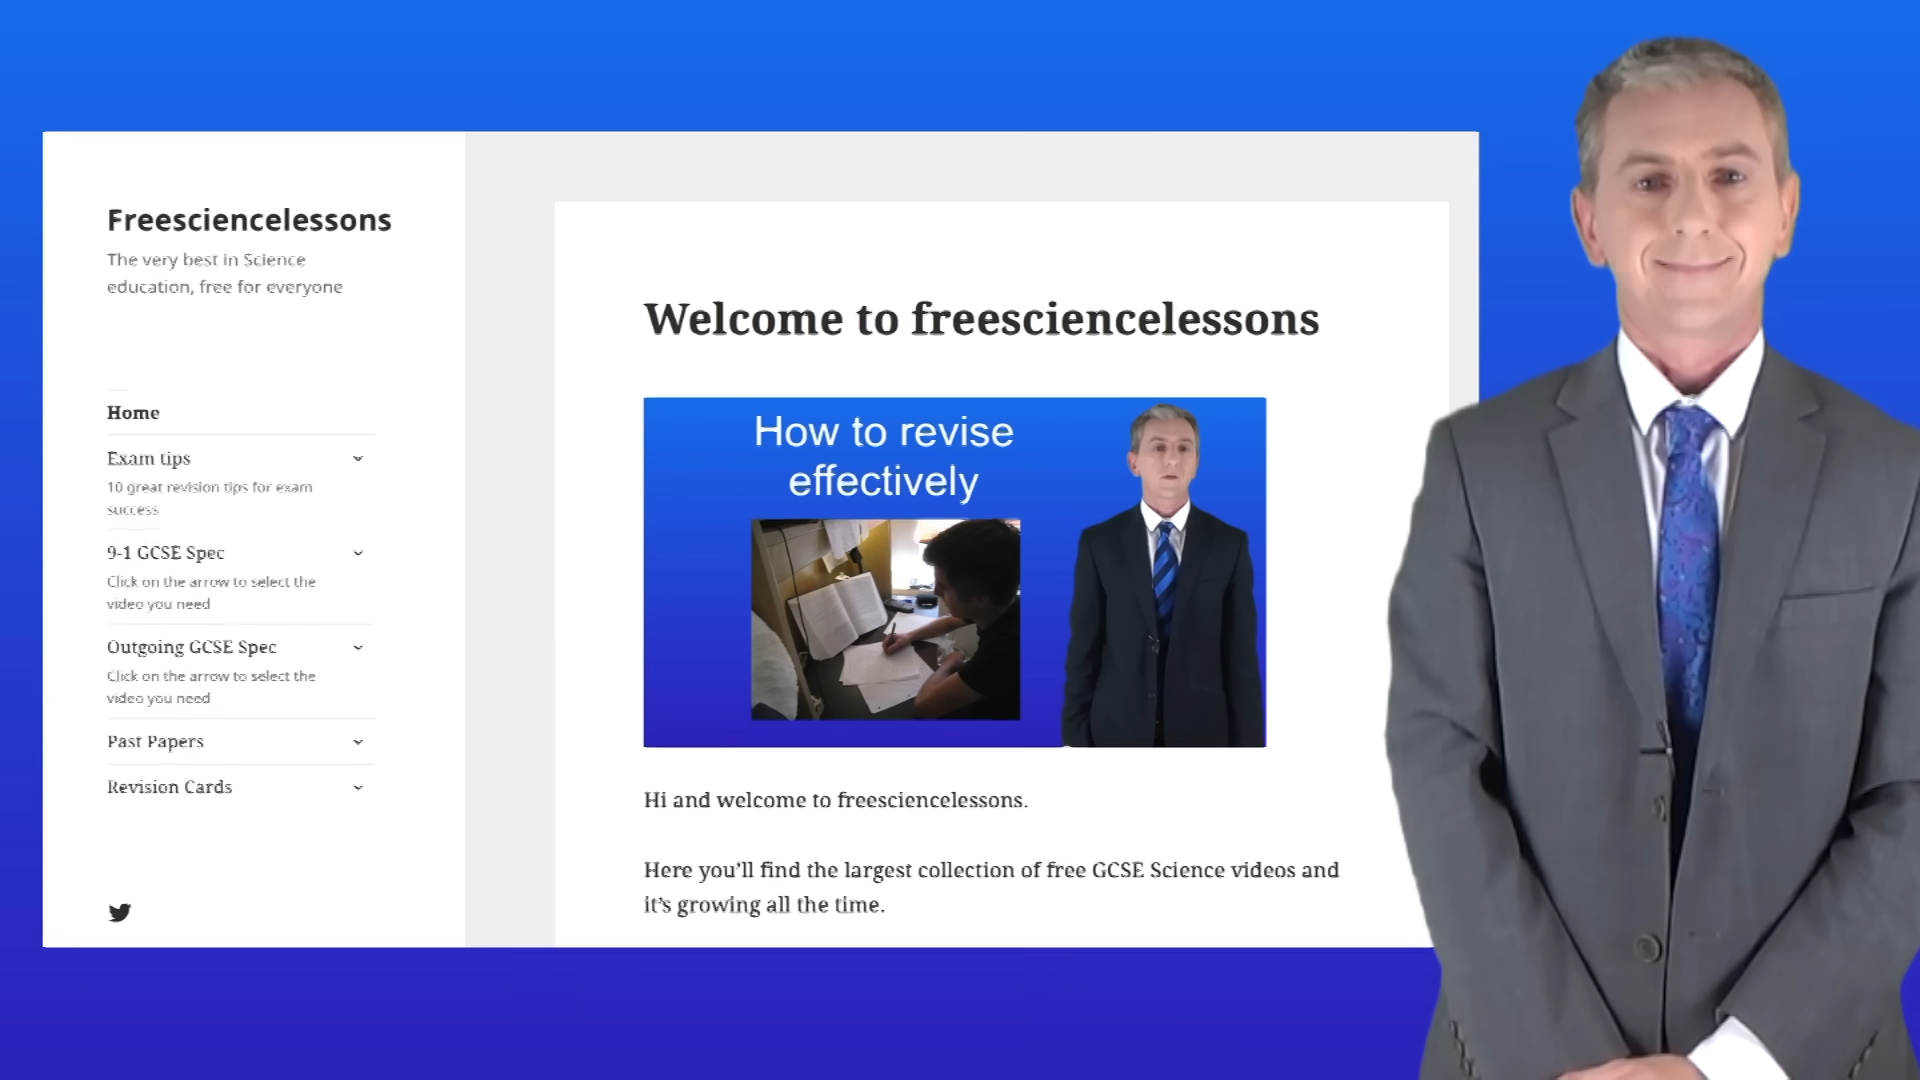 Freesciencelessons
The very best in Science
education, free for everyone
Home
Exam tips
10 great revision tips for exam
success
9-1 GCSE Spec
Click on the arrow to select the
video you need
Outgoing GCSE Spec
Click on the arrow to select the
video you need
Past Papers
Revision Cards
Welcome to freesciencelessons
How to revise
effectively
Hi and welcome to freesciencelessons.
Here you’ll find the largest collection of free GCSE Science videos and
it’s growing all the time.